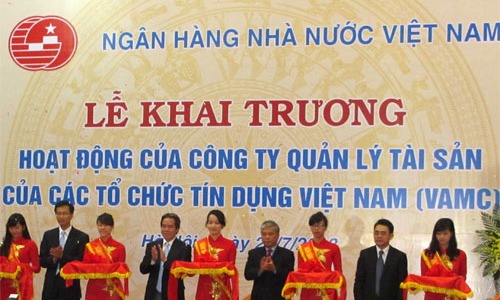 NGÂN HÀNG NHÀ NƯỚC VIỆT NAM
LỄ KHAI TRƯƠNG
HOẠT ĐỘNG CỦA CÔNG TY QUẢN LÝ TÀI SẢN
CỦA CÁC TỔ CHỨC TÍN DỤNG VIỆT NAM (VAMC)